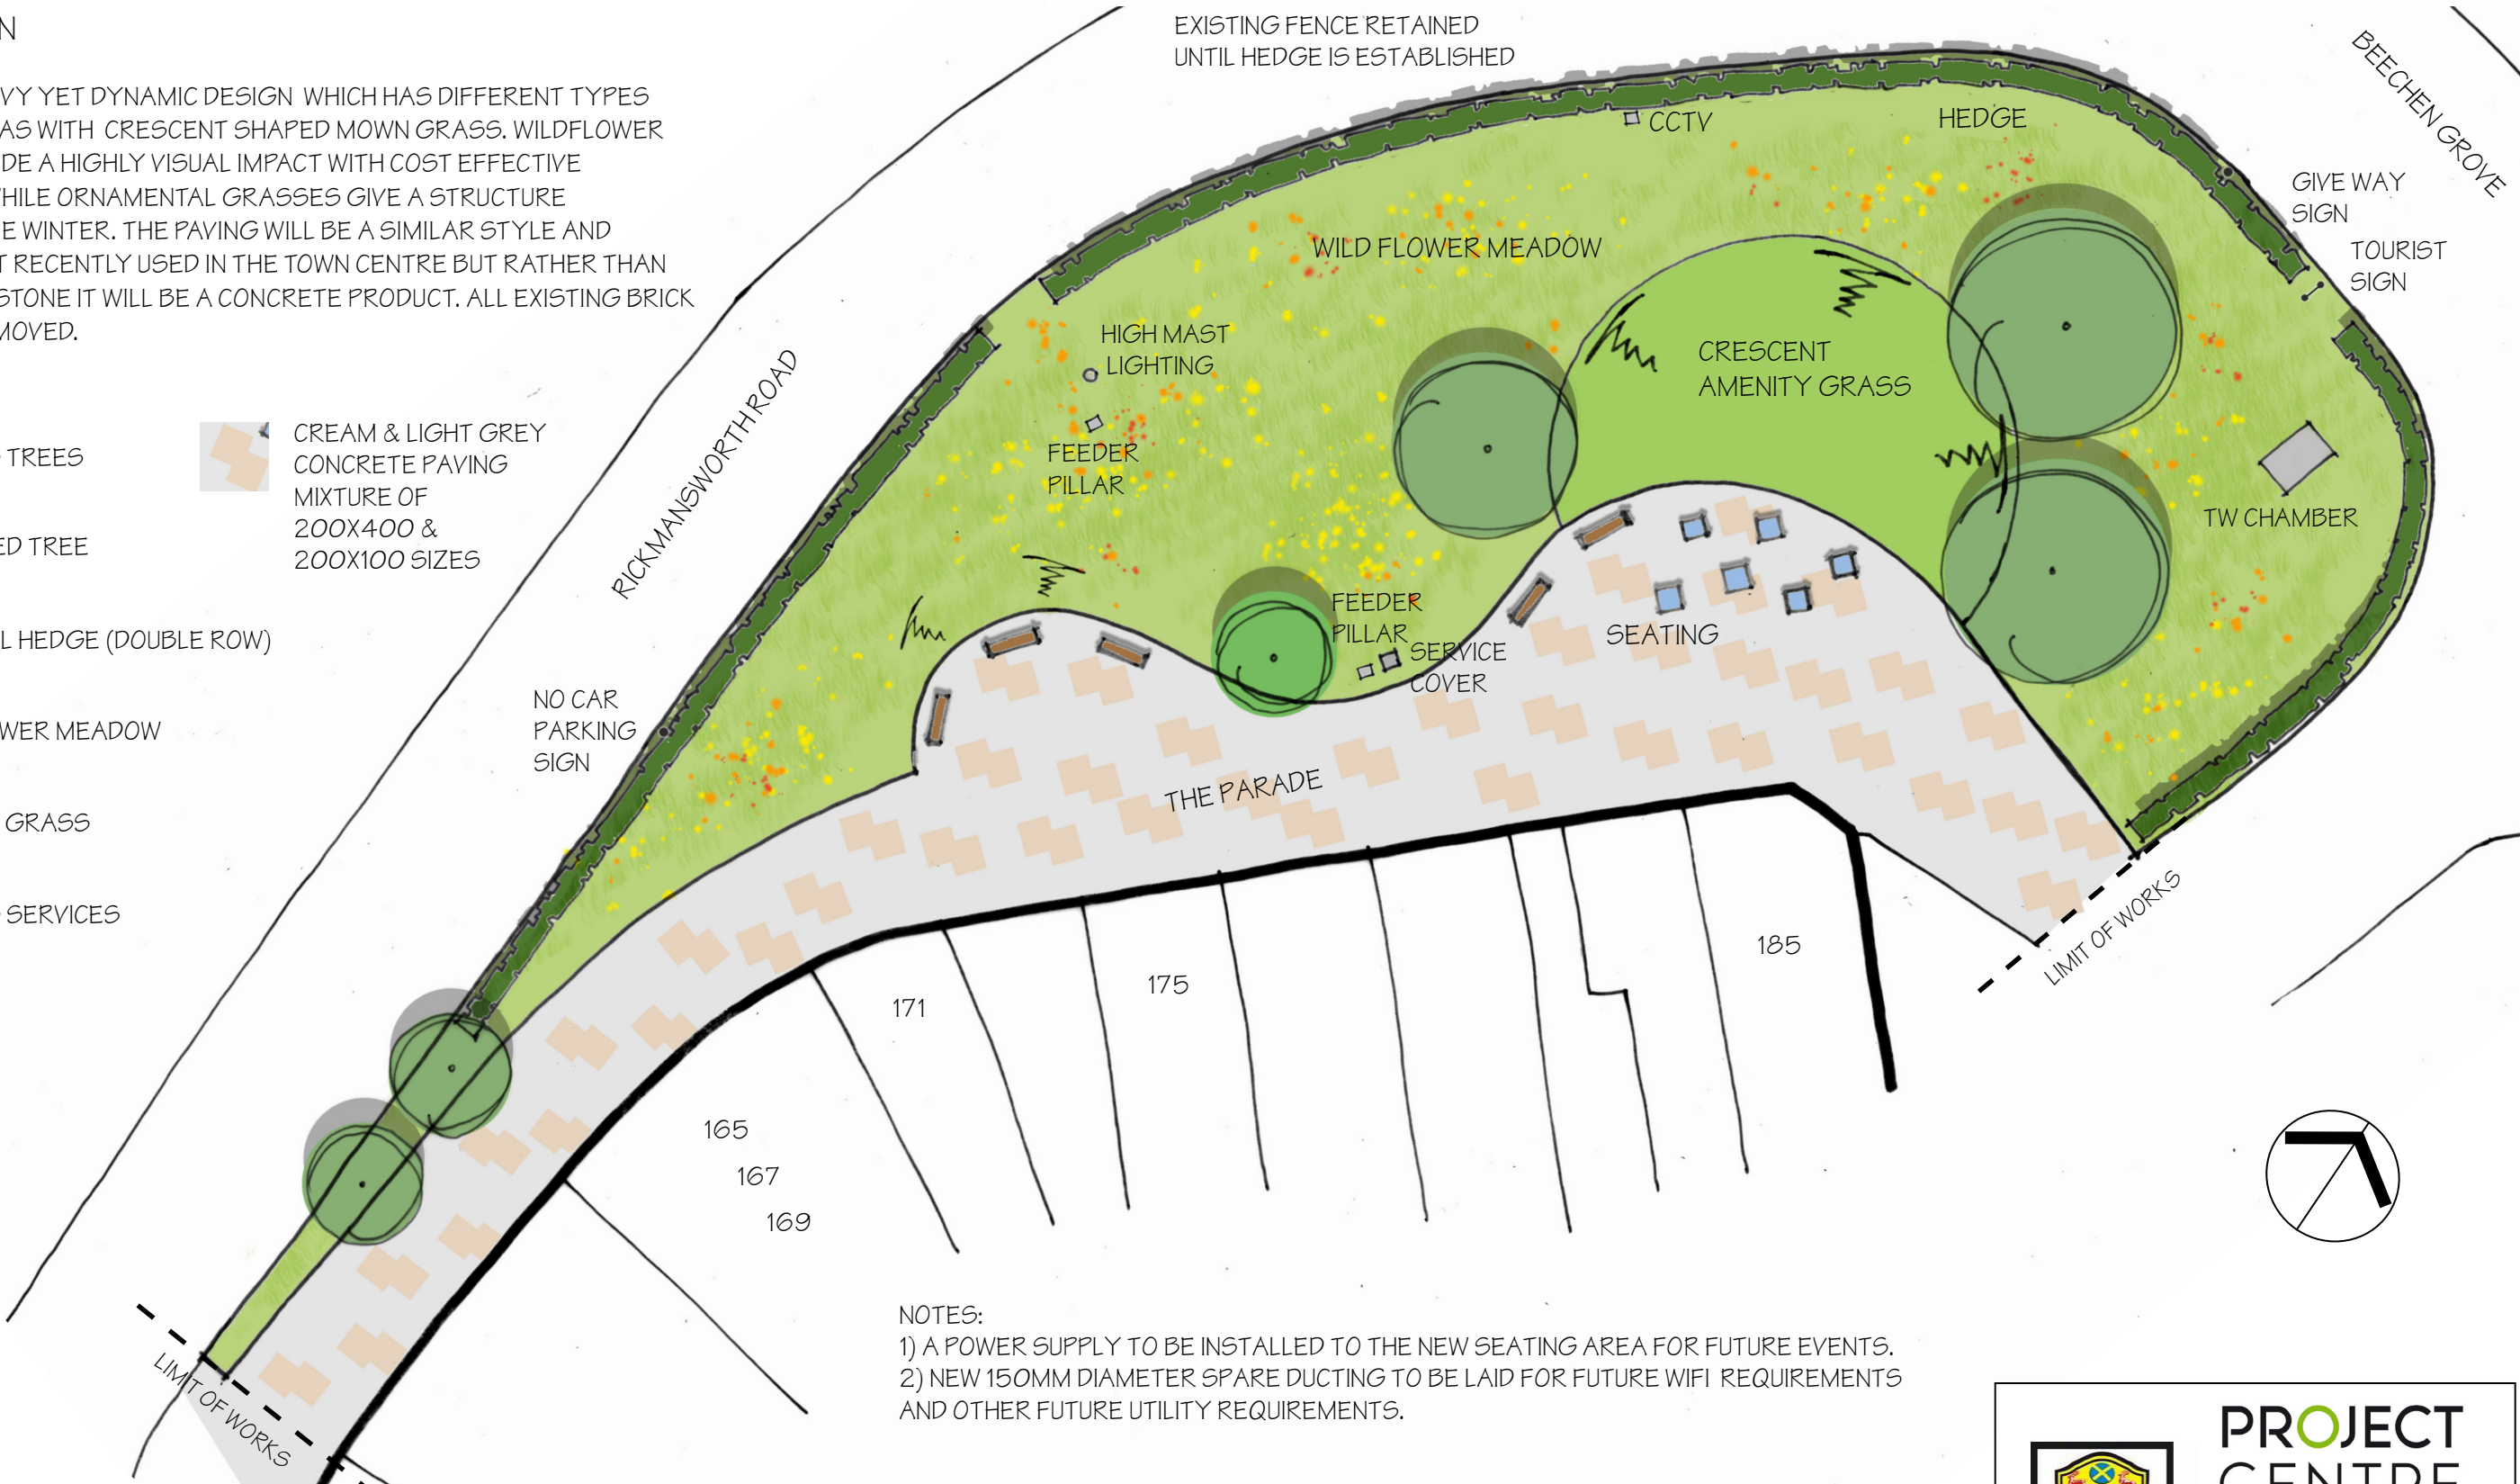 N
VY YET DYNAMIC DESIGN WHICH HAS DIFFERENT TYPES
AS WITH CRESCENT SHAPED MOWN GRASS. WILDFLOWER
DE A HIGHLY VISUAL IMPACT WITH COST EFFECTIVE
WHILE ORNAMENTAL GRASSES GIVE A STRUCTURE
E WINTER. THE PAVING WILL BE A SIMILAR STYLE AND
T RECENTLY USED IN THE TOWN CENTRE BUT RATHER THAN
STONE IT WILL BE A CONCRETE PRODUCT. ALL EXISTING BRICK
MOVED.
TREES
ED TREE
L HEDGE (DOUBLE ROW)
WER MEADOW
GRASS
SERVICES
CREAM & LIGHT GREY
CONCRETE PAVING
MIXTURE OF
200X400 &
200X100 SIZES
EXISTING FENCE RETAINED
UNTIL HEDGE IS ESTABLISHED
BEECHEN GROVE
CCTV
HEDGE
GIVE WAY
SIGN
TOURIST
SIGN
WILD FLOWER MEADOW
HIGH MAST
LIGHTING
CRESCENT
AMENITY GRASS
FEEDER
PILLAR
RICKMANSWORTH ROAD
TW CHAMBER
FEEDER
PILLAR
SERVICE
COVER
SEATING
NO CAR
PARKING
SIGN
THE PARADE
LIMIT OF WORKS
185
175
171
165
167
169
LIMIT OF WORKS
NOTES:
1) A POWER SUPPLY TO BE INSTALLED TO THE NEW SEATING AREA FOR FUTURE EVENTS.
2) NEW 150MM DIAMETER SPARE DUCTING TO BE LAID FOR FUTURE WIFI REQUIREMENTS
AND OTHER FUTURE UTILITY REQUIREMENTS.
PROJECT
CENTRE